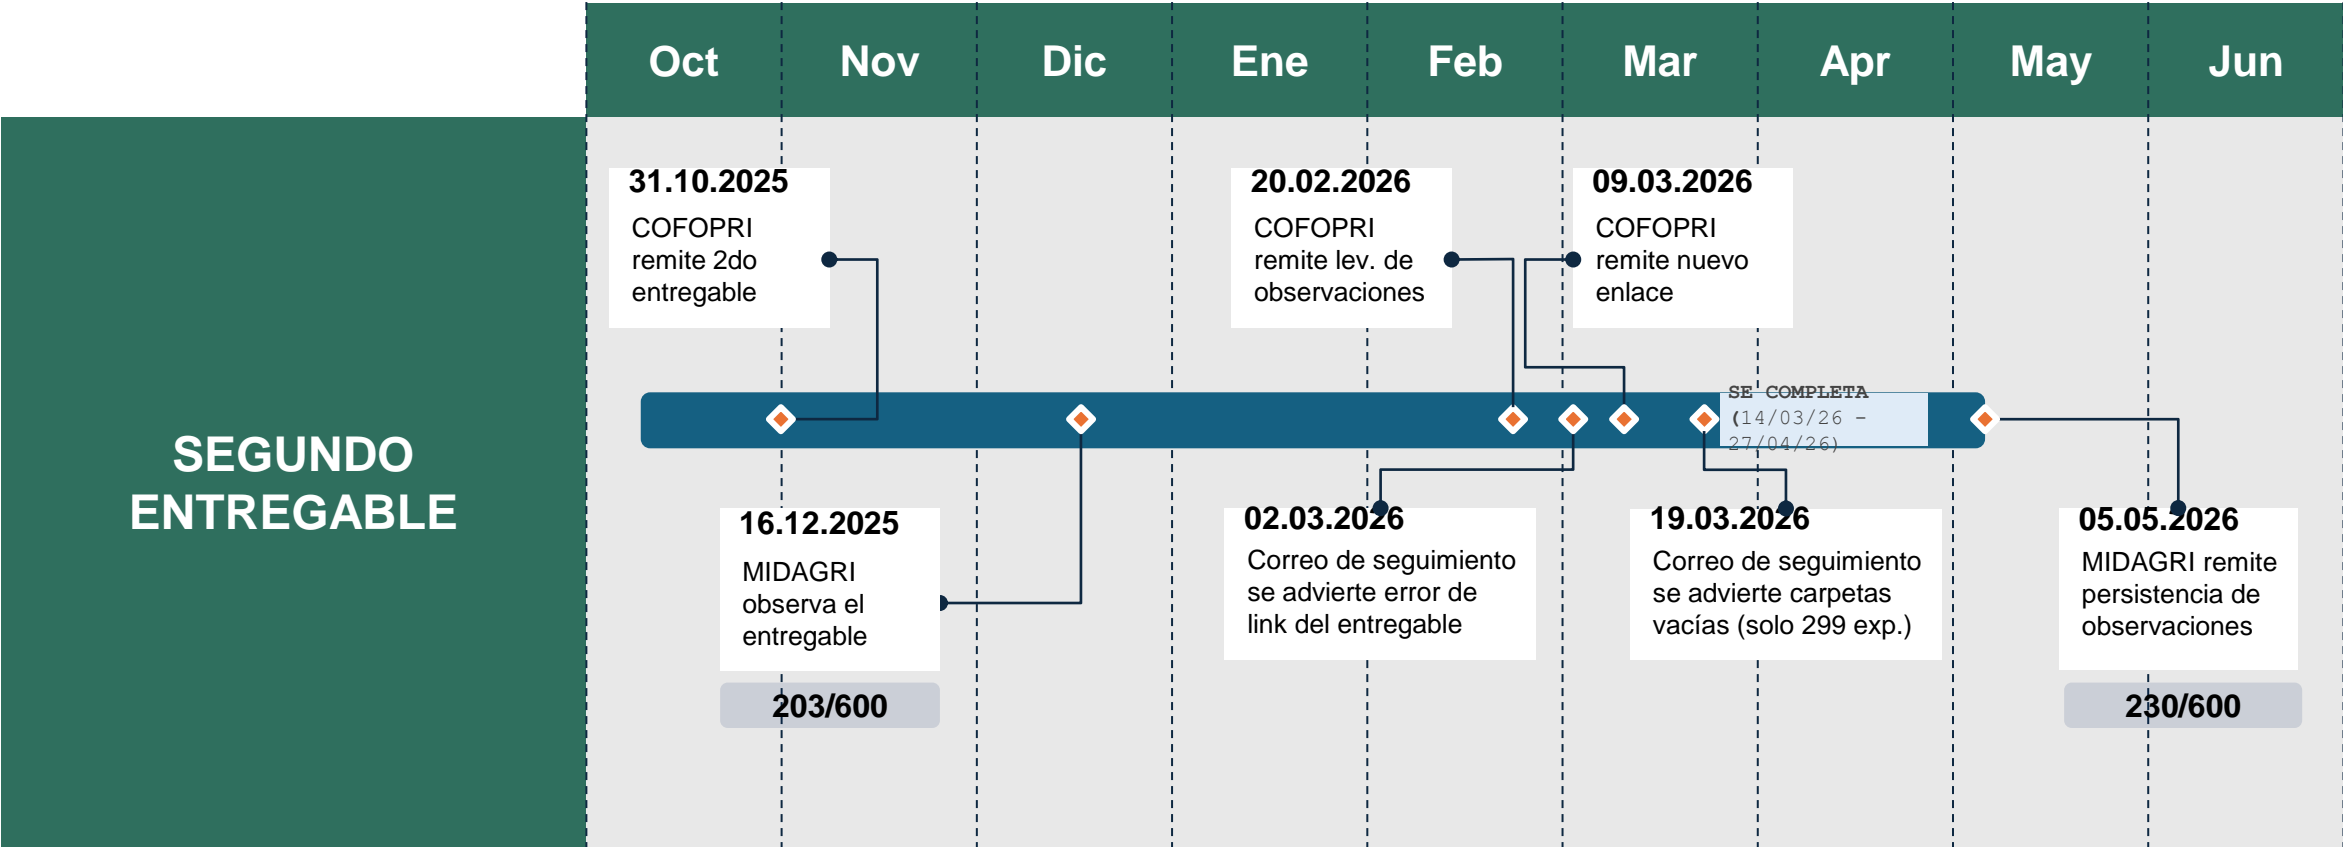 Oct Nov Dic Ene Feb Mar Apr May Jun
SEGUNDO
ENTREGABLE
31.10.2025
COFOPRI
remite 2do
entregable
20.02.2026
COFOPRI
remite lev. de
observaciones
09.03.2026
COFOPRI
remite nuevo
enlace
SE COMPLETA
(14/03/26 –
27/04/26)
16.12.2025
MIDAGRI
observa el
entregable
203/600
02.03.2026
Correo de seguimiento
se advierte error de
link del entregable
19.03.2026
Correo de seguimiento
se advierte carpetas
vacías (solo 299 exp.)
05.05.2026
MIDAGRI remite
persistencia de
observaciones
230/600